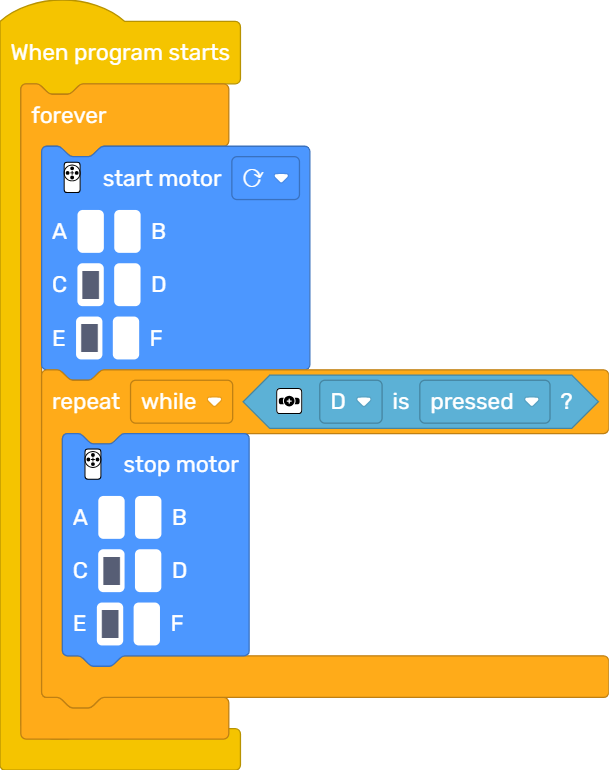 When program starts
forever
start motor
A B
C D
E F
repeat while D is pressed ?
stop motor
A B
C D
E F